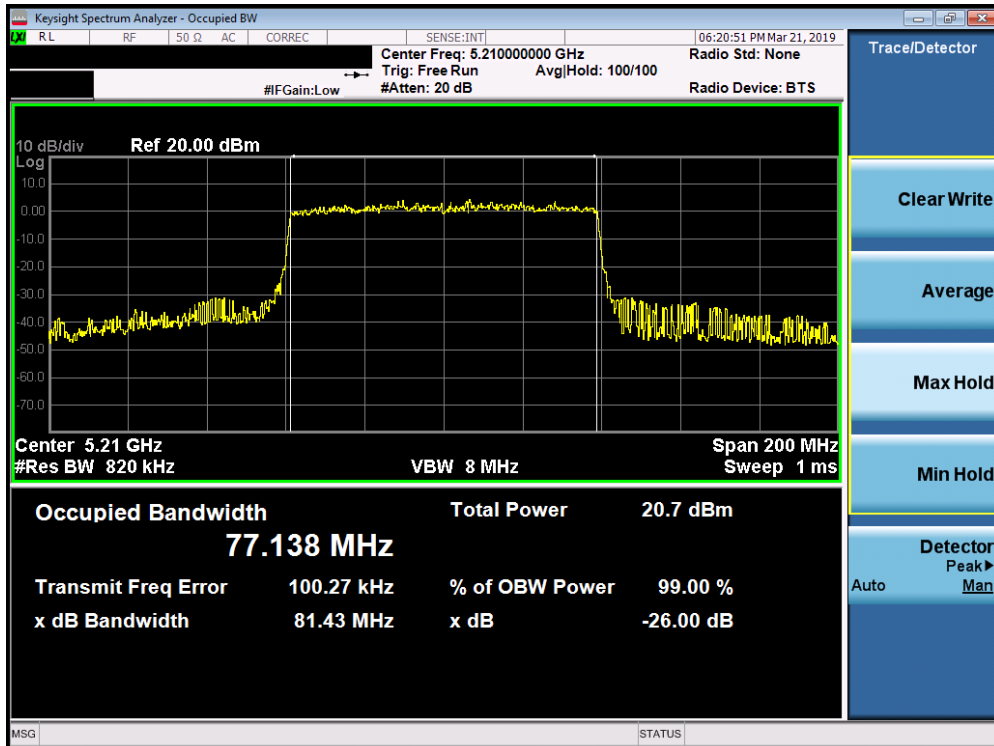 Keysight Spectrum Analyzer - Occupied BW
LXI RL RF 50 Ω AC CORREC SENSE:INT 06:20:51 PM Mar 21, 2019
Center Freq: 5.210000000 GHz Radio Std: None
Trig: Free Run Avg|Hold: 100/100
#IFGain:Low #Atten: 20 dB Radio Device: BTS
10 dB/div Ref 20.00 dBm
Log
10.0
0.00
-10.0
-20.0
-30.0
-40.0
-50.0
-60.0
-70.0
Center 5.21 GHz Span 200 MHz
#Res BW 820 kHz VBW 8 MHz Sweep 1 ms
Occupied Bandwidth Total Power 20.7 dBm
77.138 MHz
Transmit Freq Error 100.27 kHz % of OBW Power 99.00 %
x dB Bandwidth 81.43 MHz x dB -26.00 dB
MSG STATUS
Trace/Detector
Clear Write
Average
Max Hold
Min Hold
Detector
Peak▶
Auto Man